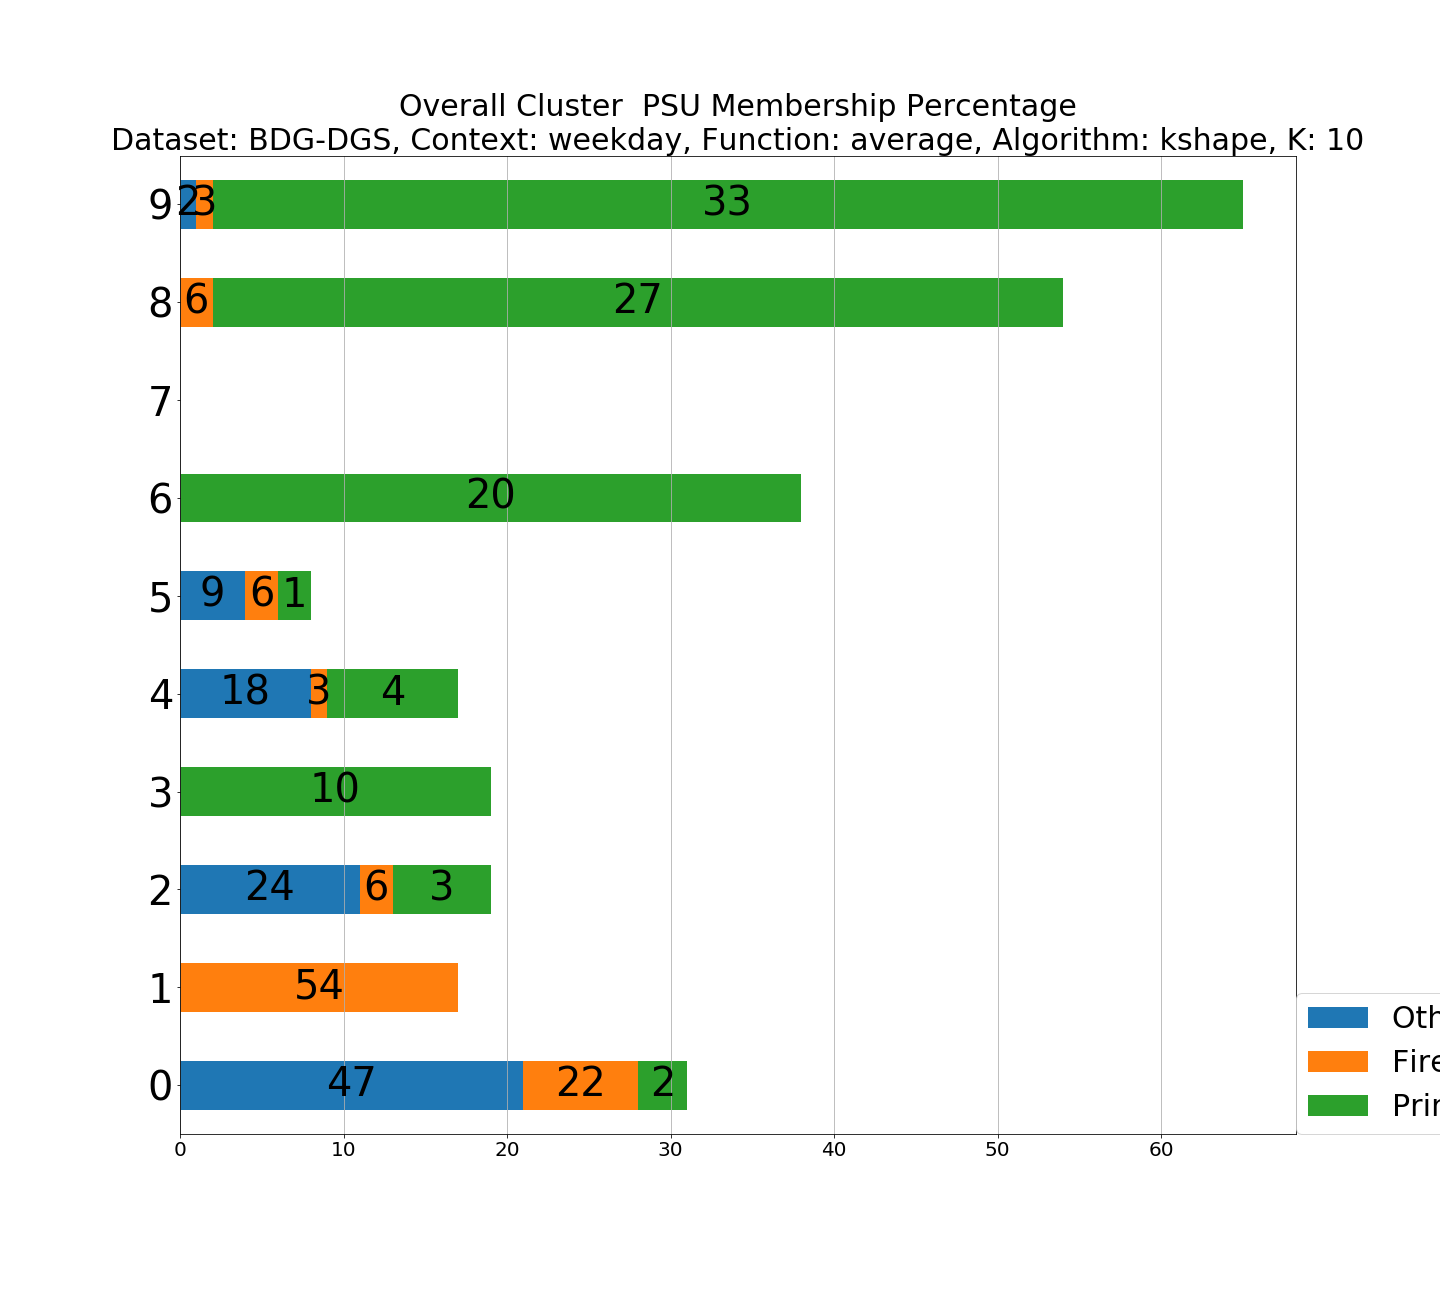 Overall Cluster  PSU Membership Percentage
Dataset: BDG-DGS, Context: weekday, Function: average, Algorithm: kshape, K: 10
9 2 3 33
8 6 27
7
6 20
5 9 6 1
4 18 3 4
3 10
2 24 6 3
1 54
0 47 22 2
0 10 20 30 40 50 60
Oth
Fire
Prin